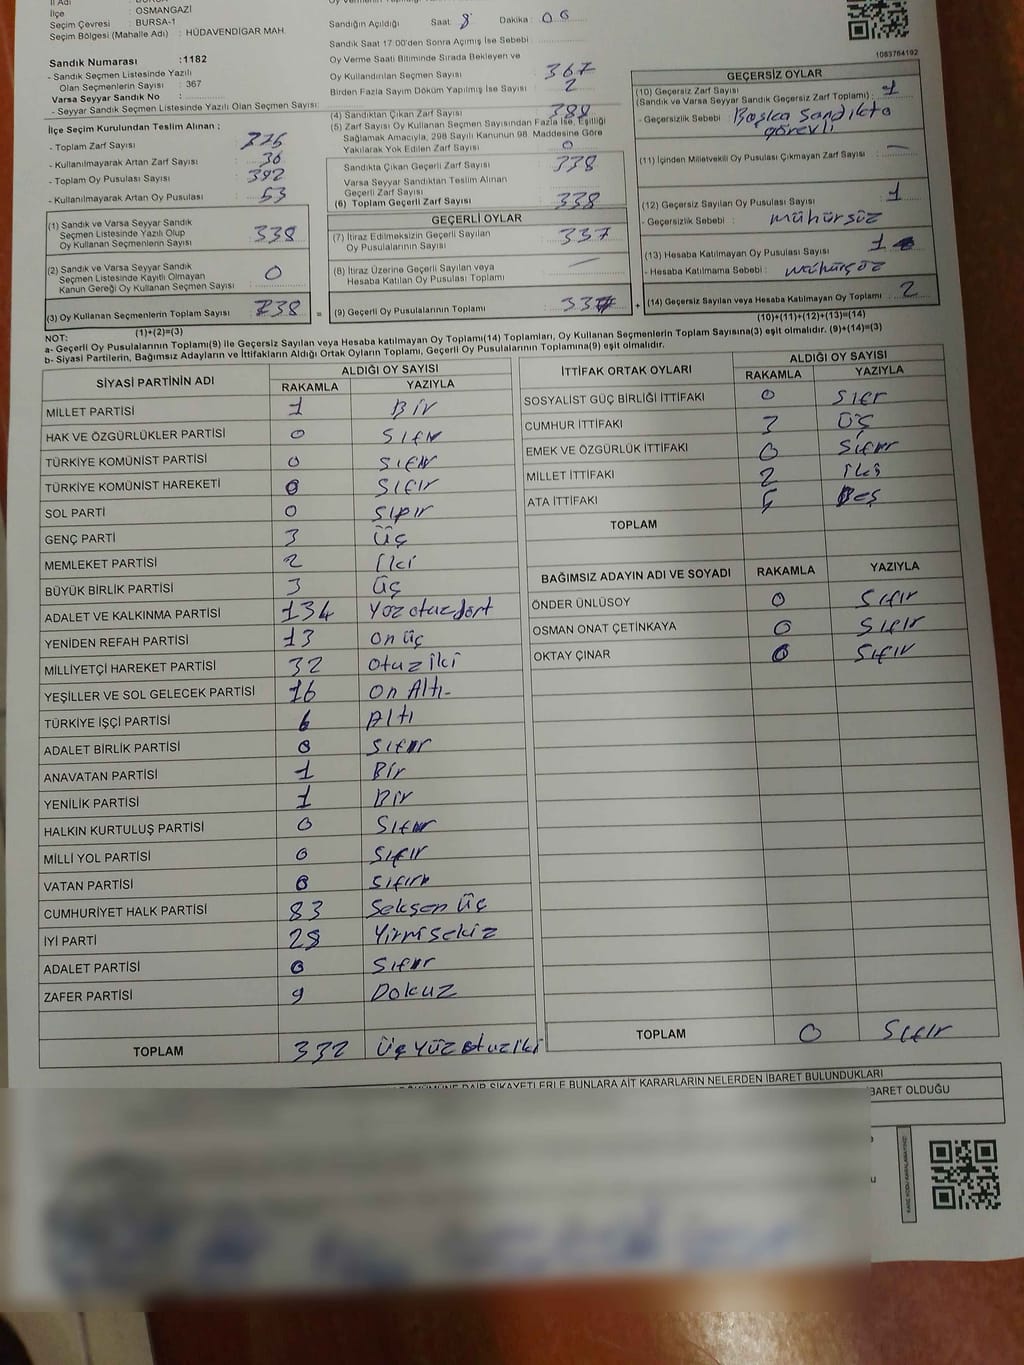 İl Adı
İlçe : OSMANGAZİ
Seçim Çevresi : BURSA-1
Seçim Bölgesi (Mahalle Adı) : HÜDAVENDİGAR MAH.
Sandık Numarası :1182
- Sandık Seçmen Listesinde Yazılı
Olan Seçmenlerin Sayısı : 367
Varsa Seyyar Sandık No :
- Seyyar Sandık Seçmen Listesinde Yazılı Olan Seçmen Sayısı:
İlçe Seçim Kurulundan Teslim Alınan ;
- Toplam Zarf Sayısı :
- Kullanılmayarak Artan Zarf Sayısı : 36
- Toplam Oy Pusulası Sayısı : 392
- Kullanılmayarak Artan Oy Pusulası : 53
(1) Sandık ve Varsa Seyyar Sandık
Seçmen Listesinde Yazılı Olup
Oy Kullanan Seçmenlerin Sayısı : 338
(2) Sandık ve Varsa Seyyar Sandık
Seçmen Listesinde Kayıtlı Olmayan
Kanun Gereği Oy Kullanan Seçmen Sayısı : 0
(3) Oy Kullanan Seçmenlerin Toplam Sayısı : 338
(1)+(2)=(3)
Sandığın Açıldığı Saat: 8 Dakika : 06
Sandık Saat 17:00'den Sonra Açımış İse Sebebi :
Oy Verme Saati Bitiminde Sırada Bekleyen ve
Oy Kullandırılan Seçmen Sayısı : 367
Birden Fazla Sayım Döküm Yapılmış İse Sayısı : 2
(4) Sandıktan Çıkan Zarf Sayısı : 388
(5) Zarf Sayısı Oy Kullanan Seçmen Sayısından Fazla İse, Eşitliği
Sağlamak Amacıyla, 298 Sayılı Kanunun 98. Maddesine Göre
Yakılarak Yok Edilen Zarf Sayısı : 0
Sandıkta Çıkan Geçerli Zarf Sayısı : 338
Varsa Seyyar Sandıktan Teslim Alınan
Geçerli Zarf Sayısı :
(6) Toplam Geçerli Zarf Sayısı : 338
GEÇERLİ OYLAR
(7) İtiraz Edilmeksizin Geçerli Sayılan
Oy Pusulalarının Sayısı : 337
(8) İtiraz Üzerine Geçerli Sayılan veya
Hesaba Katılan Oy Pusulası Toplamı :
= (9) Geçerli Oy Pusulalarının Toplamı : 337 +
1083764192
GEÇERSİZ OYLAR
(10) Geçersiz Zarf Sayısı
(Sandık ve Varsa Seyyar Sandık Geçersiz Zarf Toplamı) : 1
- Geçersizlik Sebebi : Başka Sandıkta
görevli
(11) İçinden Milletvekili Oy Pusulası Çıkmayan Zarf Sayısı : —
(12) Geçersiz Sayılan Oy Pusulası Sayısı : 1
- Geçersizlik Sebebi : mühürsüz
(13) Hesaba Katılmayan Oy Pusulası Sayısı : 1
- Hesaba Katılmama Sebebi : mühürsüz
(14) Geçersiz Sayılan veya Hesaba Katılmayan Oy Toplamı : 2
(10)+(11)+(12)+(13)=(14)
NOT:
a- Geçerli Oy Pusulalarının Toplamı(9) ile Geçersiz Sayılan veya Hesaba Katılmayan Oy Toplamı(14) Toplamları, Oy Kullanan Seçmenlerin Toplam Sayısına(3) eşit olmalıdır. (9)+(14)=(3)
b- Siyasi Partilerin, Bağımsız Adayların ve İttifakların Aldığı Ortak Oyların Toplamı, Geçerli Oy Pusulalarının Toplamına(9) eşit olmalıdır.
SİYASİ PARTİNİN ADI ALDIĞI OY SAYISI
RAKAMLA YAZIYLA
MİLLET PARTİSİ 1 Bir
HAK VE ÖZGÜRLÜKLER PARTİSİ 0 Sıfır
TÜRKİYE KOMÜNİST PARTİSİ 0 Sıfır
TÜRKİYE KOMÜNİST HAREKETİ 0 Sıfır
SOL PARTİ 0 Sıfır
GENÇ PARTİ 3 Üç
MEMLEKET PARTİSİ 2 İki
BÜYÜK BİRLİK PARTİSİ 3 Üç
ADALET VE KALKINMA PARTİSİ 134 Yüz otuz dört
YENİDEN REFAH PARTİSİ 13 On üç
MİLLİYETÇİ HAREKET PARTİSİ 32 Otuz iki
YEŞİLLER VE SOL GELECEK PARTİSİ 16 On Altı
TÜRKİYE İŞÇİ PARTİSİ 6 Altı
ADALET BİRLİK PARTİSİ 0 Sıfır
ANAVATAN PARTİSİ 1 Bir
YENİLİK PARTİSİ 1 Bir
HALKIN KURTULUŞ PARTİSİ 0 Sıfır
MİLLİ YOL PARTİSİ 0 Sıfır
VATAN PARTİSİ 0 Sıfır
CUMHURİYET HALK PARTİSİ 83 Seksen Üç
İYİ PARTİ 28 Yirmi sekiz
ADALET PARTİSİ 0 Sıfır
ZAFER PARTİSİ 9 Dokuz
TOPLAM 332 Üç Yüz otuz iki
İTTİFAK ORTAK OYLARI ALDIĞI OY SAYISI
RAKAMLA YAZIYLA
SOSYALİST GÜÇ BİRLİĞİ İTTİFAKI 0 Sıfır
CUMHUR İTTİFAKI 3 Üç
EMEK VE ÖZGÜRLÜK İTTİFAKI 0 Sıfır
MİLLET İTTİFAKI 2 İki
ATA İTTİFAKI 5 Beş
TOPLAM
BAĞIMSIZ ADAYIN ADI VE SOYADI RAKAMLA YAZIYLA
ÖNDER ÜNLÜSOY 0 Sıfır
OSMAN ONAT ÇETİNKAYA 0 Sıfır
OKTAY ÇINAR 0 Sıfır
TOPLAM 0 Sıfır
DÖKÜMÜNE DAİR ŞİKAYETLERLE BUNLARA AİT KARARLARIN NELERDEN İBARET BULUNDUKLARI
İBARET OLDUĞU